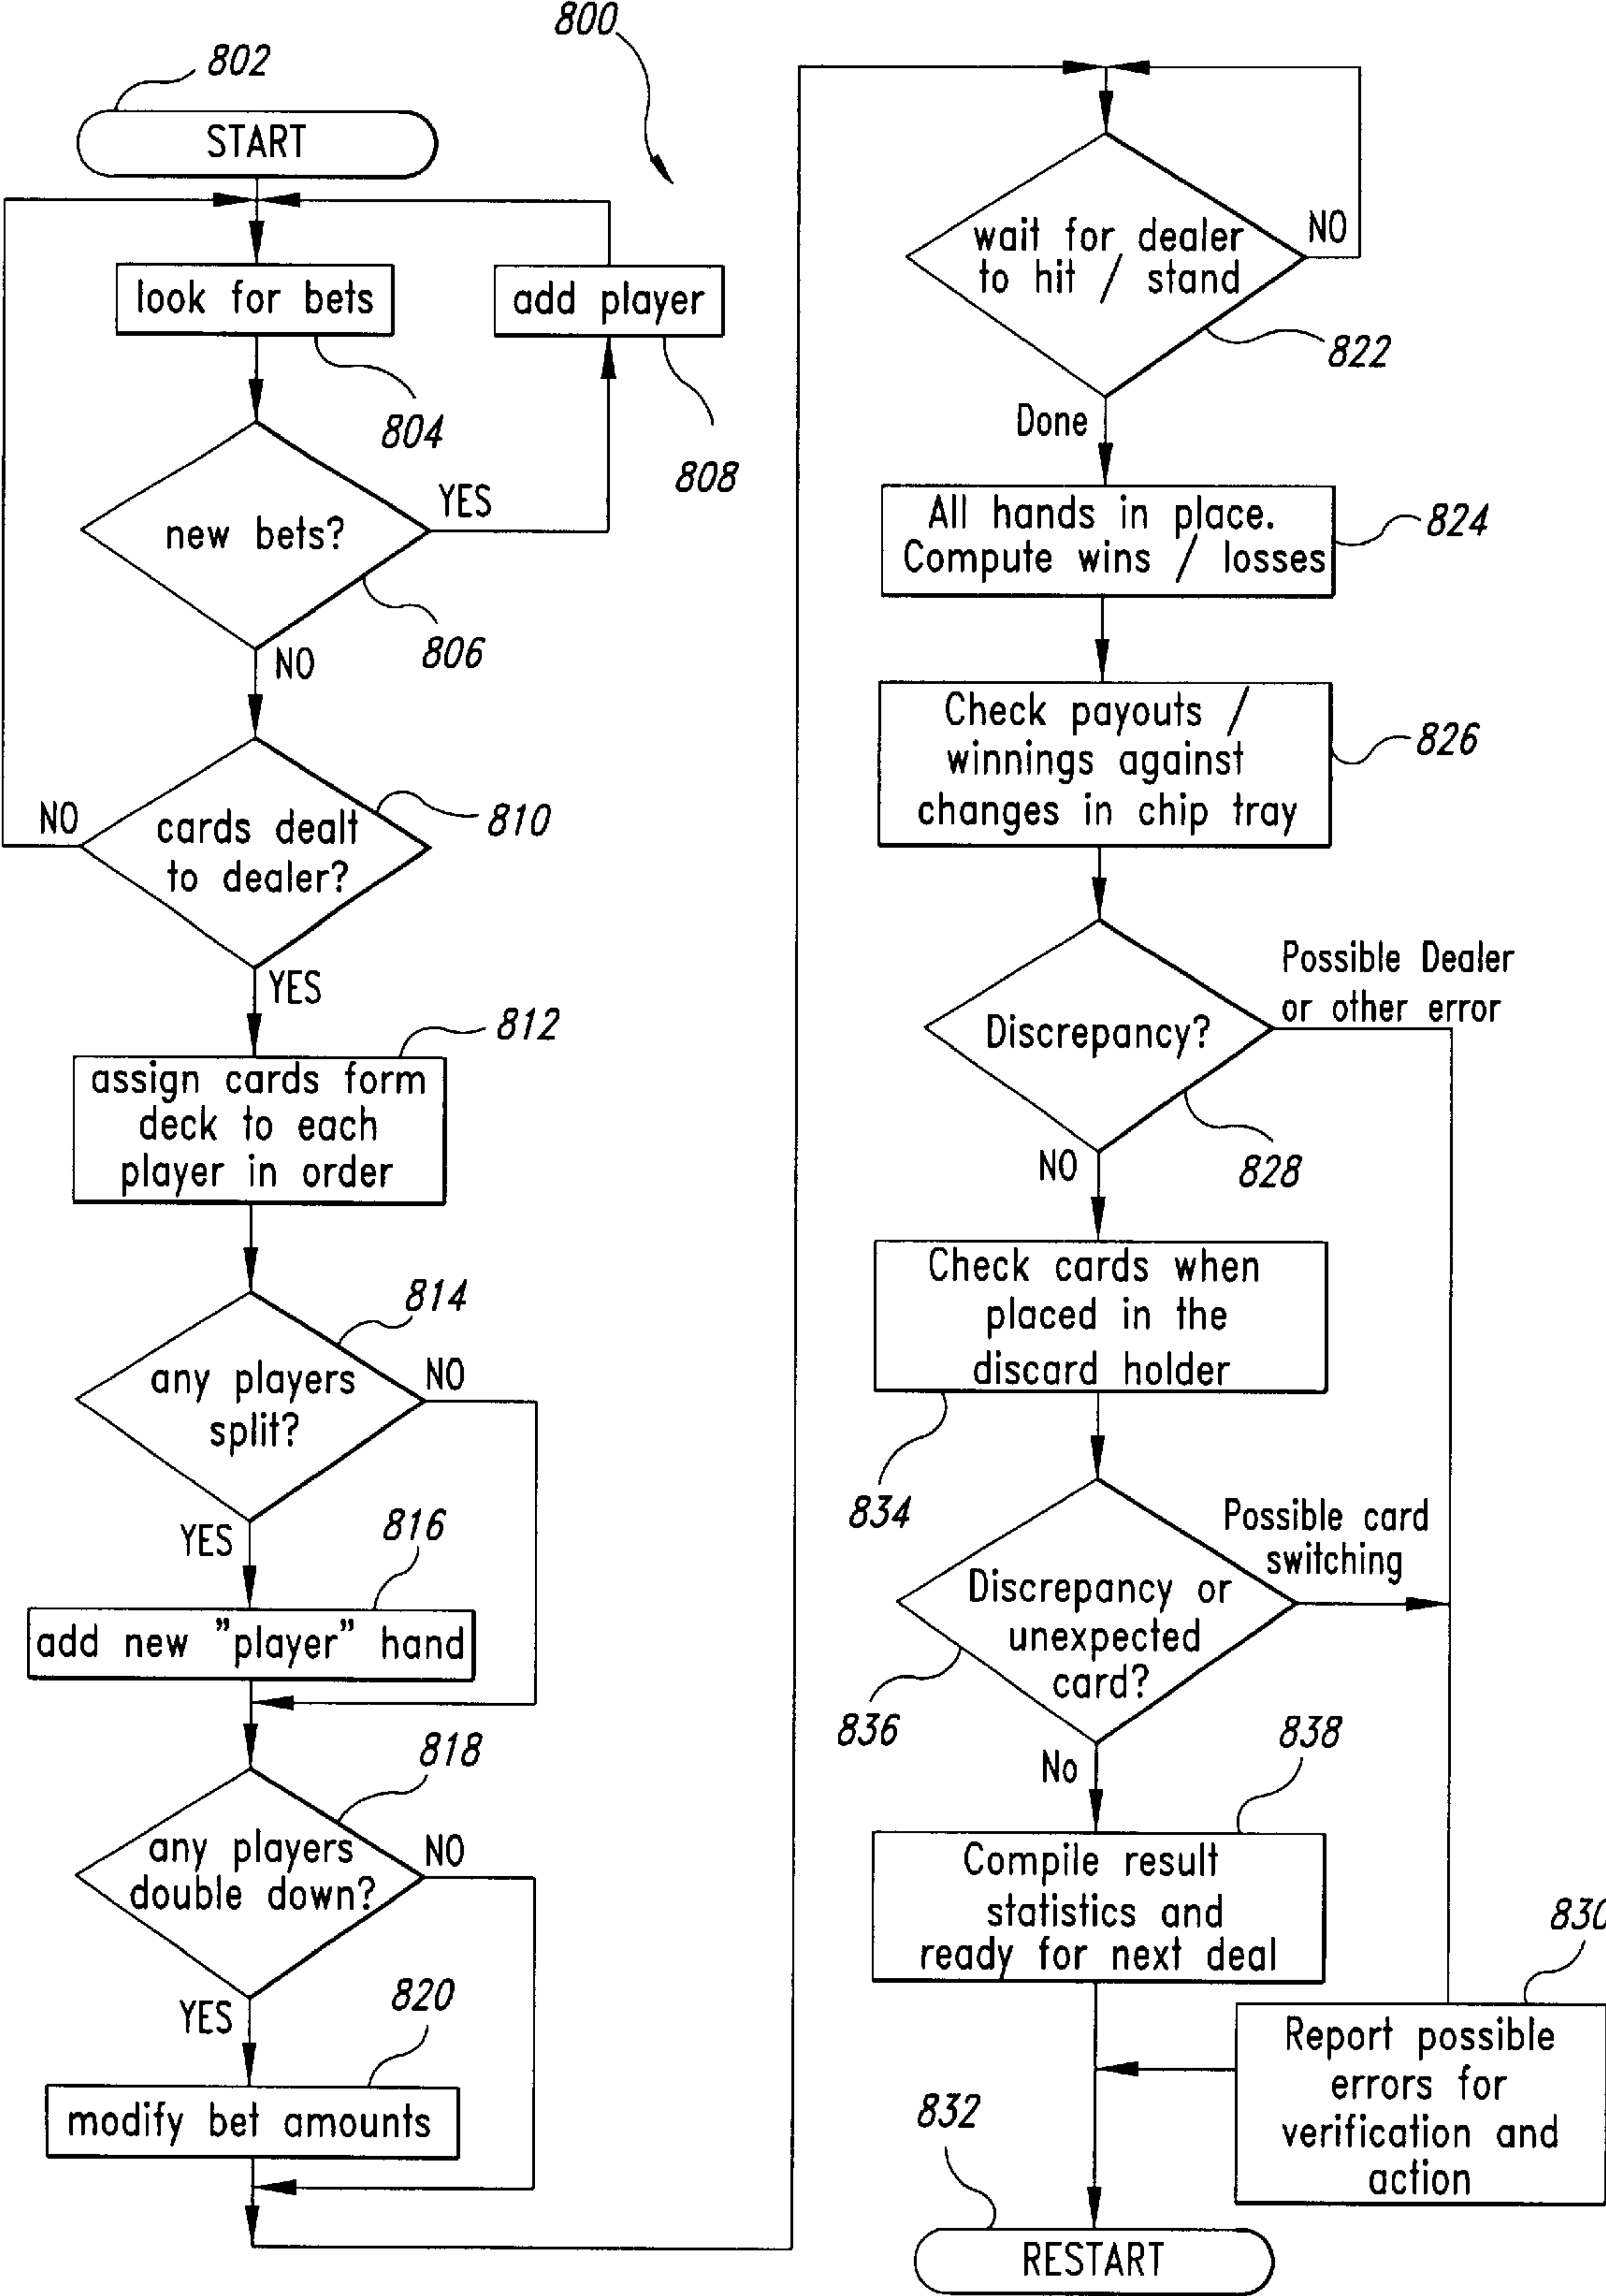 800
802
START
look for bets
add player
804
808
new bets?
YES
806
NO
cards dealt
to dealer?
NO
810
YES
812
assign cards form
deck to each
player in order
814
any players
split?
NO
YES
816
add new "player" hand
818
any players
double down?
NO
YES
820
modify bet amounts
wait for dealer
to hit / stand
NO
822
Done
All hands in place.
Compute wins / losses
824
Check payouts /
winnings against
changes in chip tray
826
Possible Dealer
or other error
Discrepancy?
828
NO
Check cards when
placed in the
discard holder
834
Possible card
switching
Discrepancy or
unexpected
card?
836
No
838
Compile result
statistics and
ready for next deal
830
Report possible
errors for
verification and
action
832
RESTART